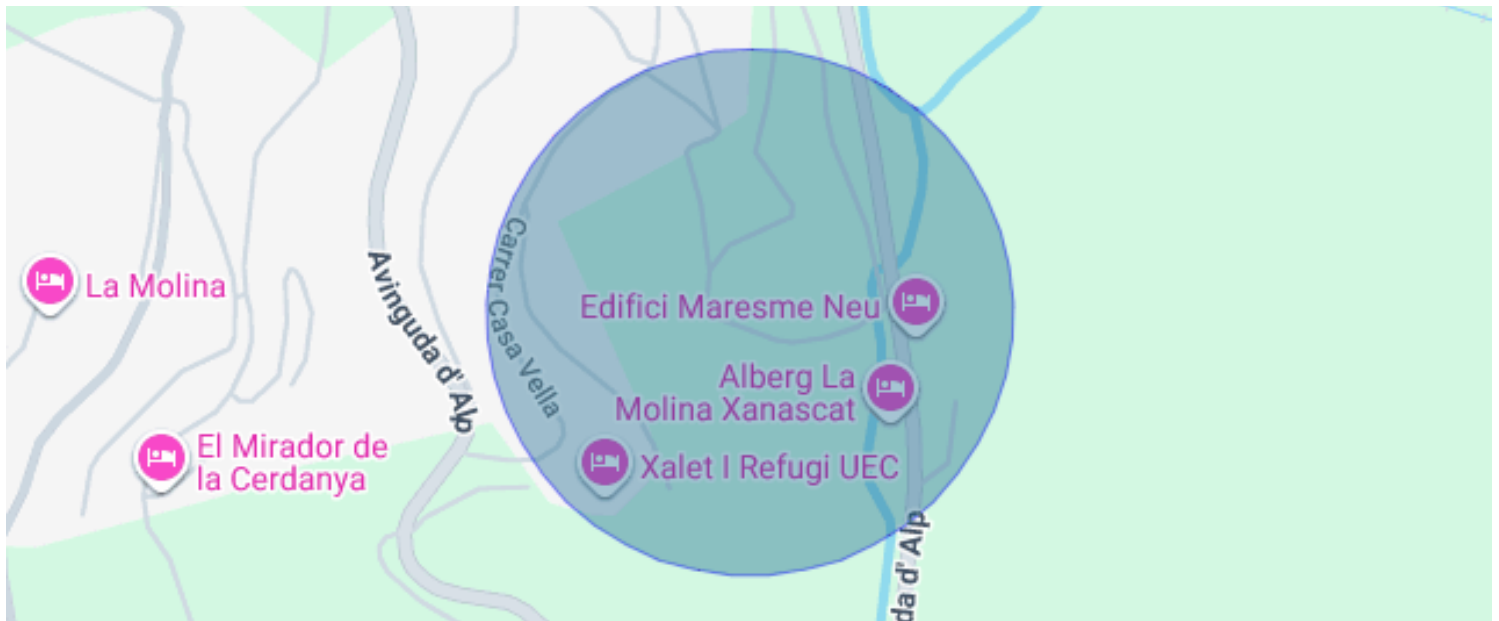 Carrer Casa Vella
La Molina
Avinguda d' Alp
Edifici Maresme Neu
Alberg La
Molina Xanascat
El Mirador de
la Cerdanya
Xalet I Refugi UEC
da d' Alp